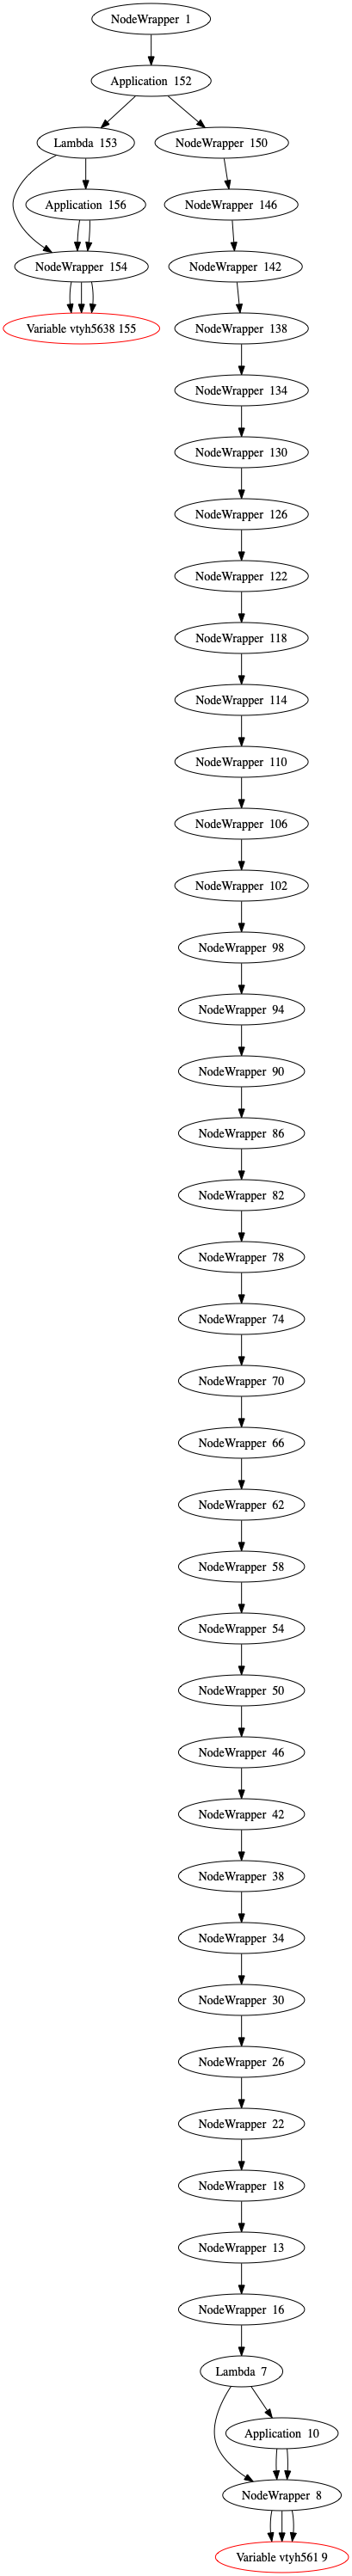 NodeWrapper 1
Application 152
Lambda 153
NodeWrapper 150
Application 156
NodeWrapper 146
NodeWrapper 154
NodeWrapper 142
Variable vtyh5638 155
NodeWrapper 138
NodeWrapper 134
NodeWrapper 130
NodeWrapper 126
NodeWrapper 122
NodeWrapper 118
NodeWrapper 114
NodeWrapper 110
NodeWrapper 106
NodeWrapper 102
NodeWrapper 98
NodeWrapper 94
NodeWrapper 90
NodeWrapper 86
NodeWrapper 82
NodeWrapper 78
NodeWrapper 74
NodeWrapper 70
NodeWrapper 66
NodeWrapper 62
NodeWrapper 58
NodeWrapper 54
NodeWrapper 50
NodeWrapper 46
NodeWrapper 42
NodeWrapper 38
NodeWrapper 34
NodeWrapper 30
NodeWrapper 26
NodeWrapper 22
NodeWrapper 18
NodeWrapper 13
NodeWrapper 16
Lambda 7
Application 10
NodeWrapper 8
Variable vtyh561 9